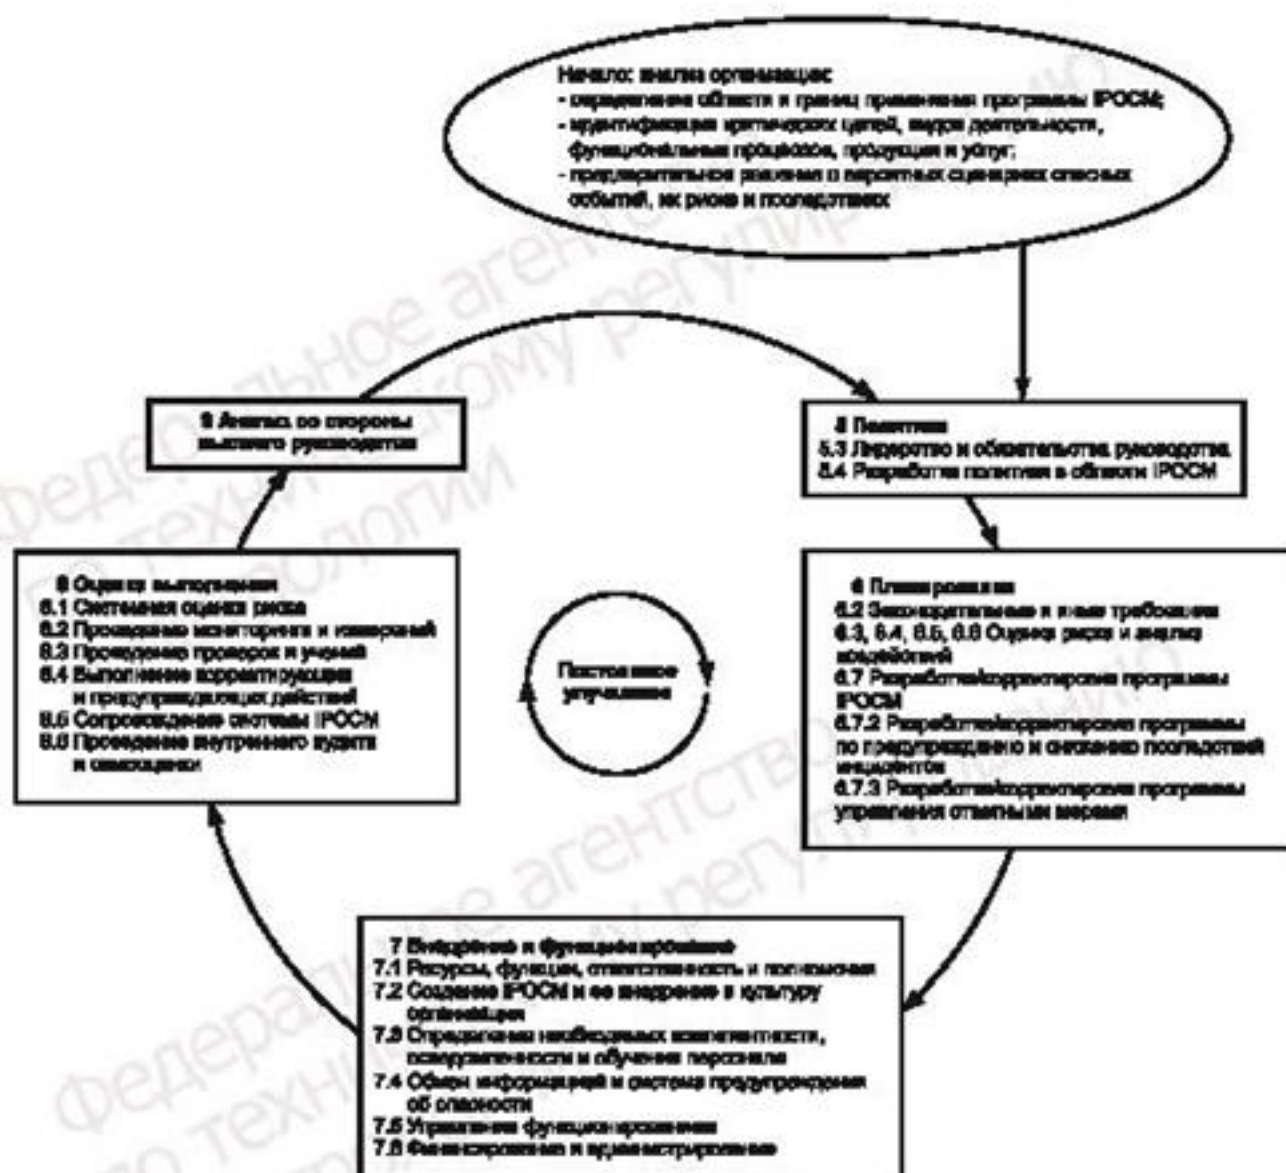 Начало: анализ организации:
- определение области и границ применения программы IPOCM;
- идентификация критических целей, видов деятельности,
функциональных процессов, продукции и услуг;
- предварительное решение о вероятных сценариях опасных
событий, их риске и последствиях
9 Анализ со стороны
высшего руководства
5 Политика
5.3 Лидерство и обязательства руководства
5.4 Разработка политики в области IPOCM
8 Оценка выполнения
8.1 Системная оценка риска
8.2 Проведение мониторинга и измерений
8.3 Проведение проверок и учений
8.4 Выполнение корректирующих
и предупреждающих действий
8.5 Сопровождение системы IPOCM
8.6 Проведение внутреннего аудита
и самооценки
Постоянное
улучшение
6 Планирование
6.2 Законодательные и иные требования
6.3, 6.4, 6.5, 6.6 Оценка риска и анализ
воздействий
6.7 Разработка/корректировка программы
IPOCM
6.7.2 Разработка/корректировка программы
по предупреждению и снижению последствий
инцидентов
6.7.3 Разработка/корректировка программы
управления ответными мерами
7 Внедрение и функционирование
7.1 Ресурсы, функции, ответственность и полномочия
7.2 Создание IPOCM и ее внедрение в культуру
организации
7.3 Определение необходимых компетентности,
осведомленности и обучения персонала
7.4 Обмен информацией и система предупреждения
об опасности
7.5 Управление функционированием
7.6 Финансирование и администрирование